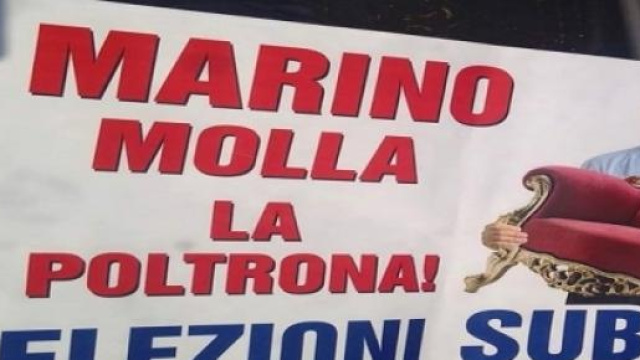 MARINO
MOLLA
LA
POLTRONA!
ELEZIONI SUB